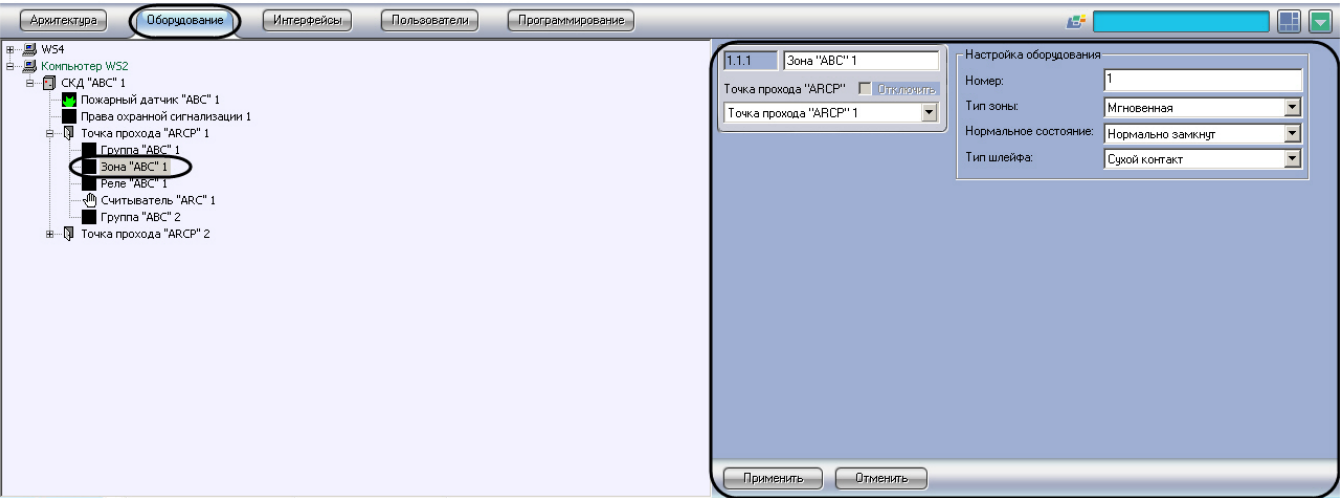 Архитектура Оборудование Интерфейсы Пользователи Программирование
WS4
Компьютер WS2
СКД "ABC" 1
Пожарный датчик "ABC" 1
Права охранной сигнализации 1
Точка прохода "ARCP" 1
Группа "ABC" 1
Зона "ABC" 1
Реле "ABC" 1
Считыватель "ARC" 1
Группа "ABC" 2
Точка прохода "ARCP" 2
1.1.1 Зона "ABC" 1
Точка прохода "ARCP" Отключить
Точка прохода "ARCP" 1
Настройка оборудования
Номер: 1
Тип зоны: Мгновенная
Нормальное состояние: Нормально замкнут
Тип шлейфа: Сухой контакт
Применить Отменить